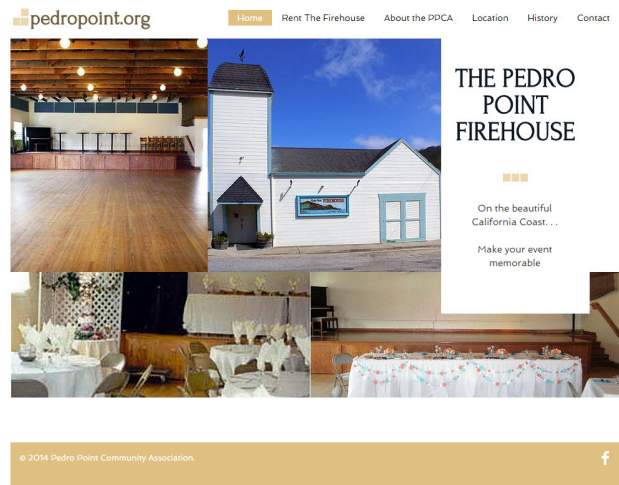 pedropoint.org
Home Rent The Firehouse About the PPCA Location History Contact
THE PEDRO
POINT
FIREHOUSE
On the beautiful
California Coast. . .
Make your event
memorable
FIREHOUSE
© 2014 Pedro Point Community Association.